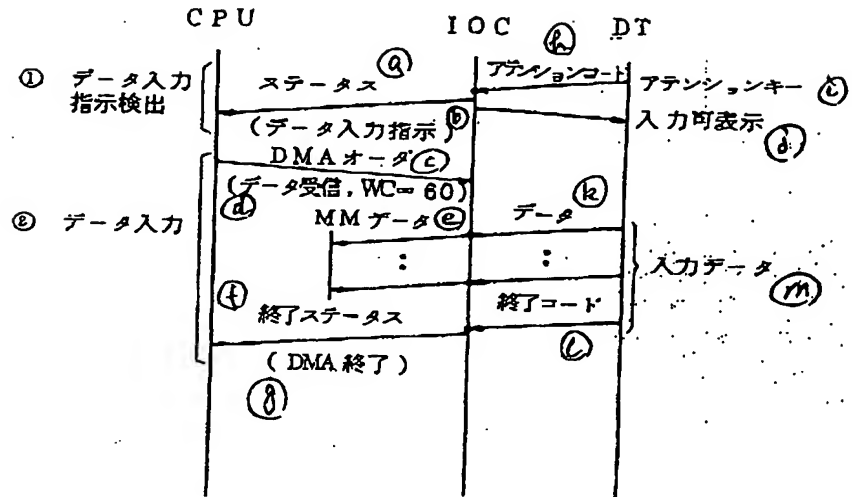 CPU IOC DT
ⓗ
① データ入力 ステータス ⓐ アテンションコード アテンションキー ⓘ
指示検出
(データ入力指示) ⓑ 入力可表示
DMAオーダ ⓒ
(データ受信, WC=60)
ⓓ
② データ入力 MMデータ ⓔ データ ⓚ
: :
入力データ
ⓜ
ⓕ
終了ステータス 終了コード
(DMA終了) ⓛ
ⓖ